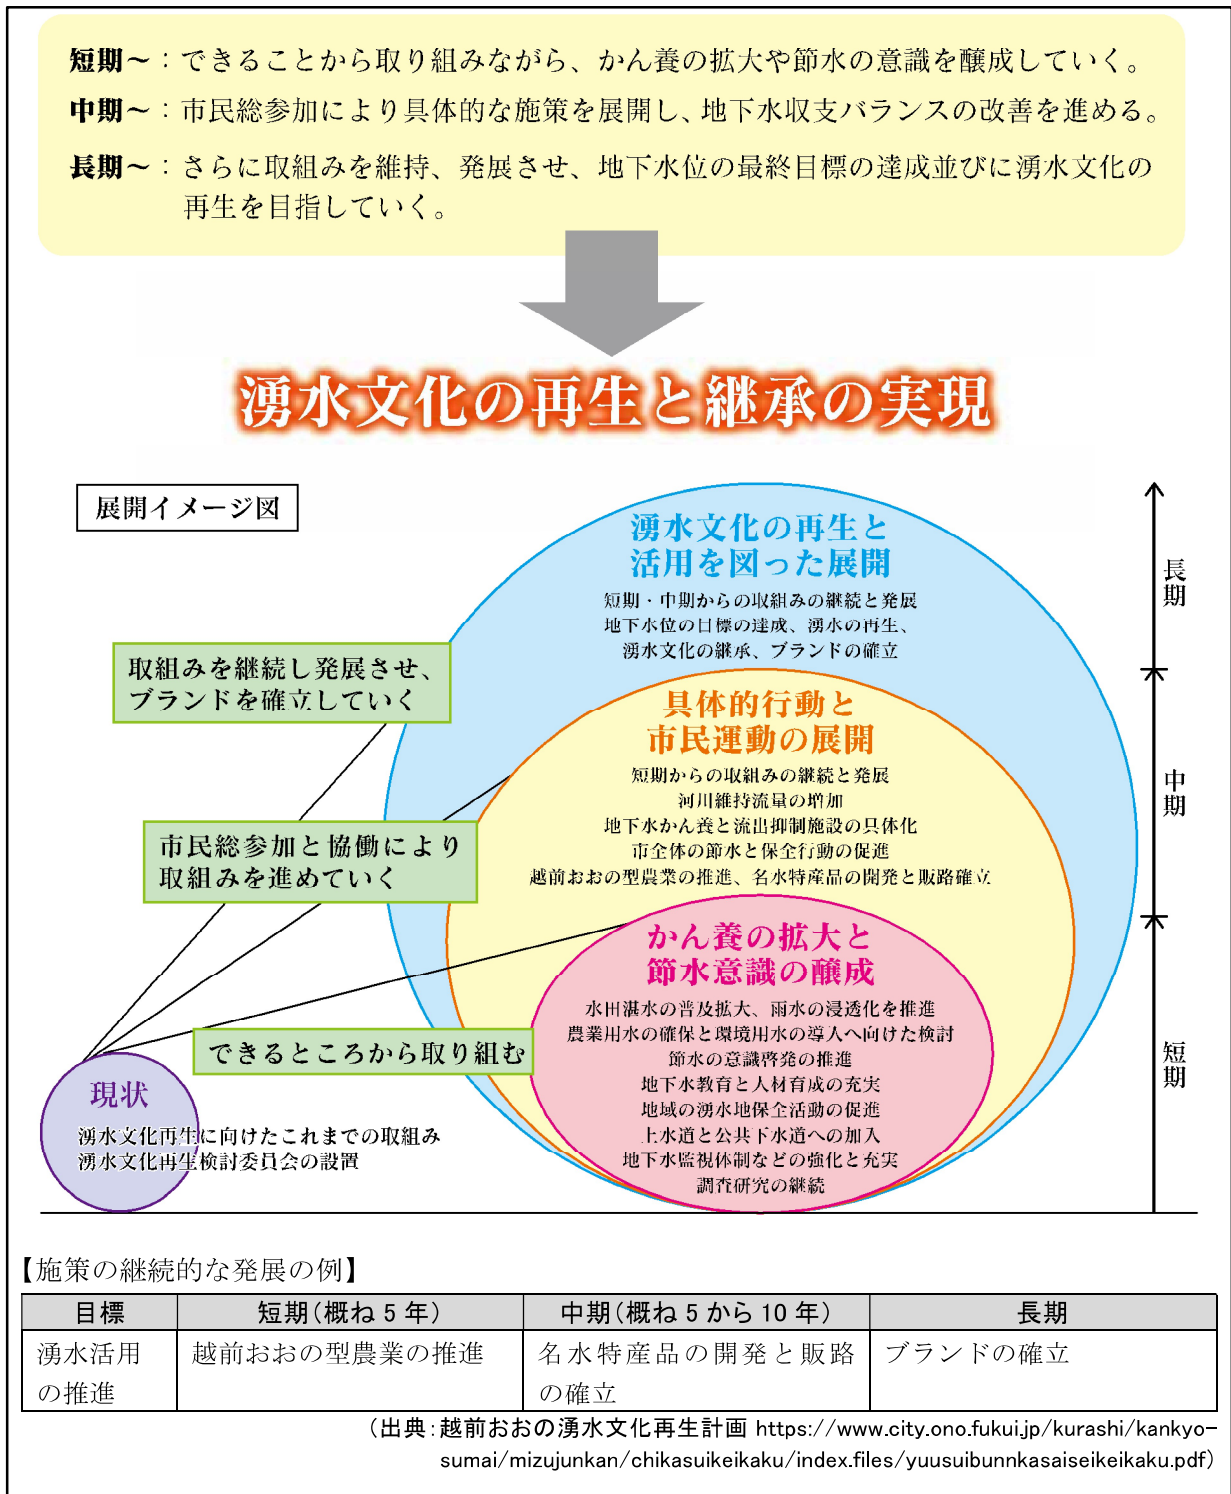 短期～：できることから取り組みながら、かん養の拡大や節水の意識を醸成していく。
中期～：市民総参加により具体的な施策を展開し、地下水収支バランスの改善を進める。
長期～：さらに取組みを維持、発展させ、地下水位の最終目標の達成並びに湧水文化の
再生を目指していく。
湧水文化の再生と継承の実現
展開イメージ図
湧水文化の再生と
活用を図った展開
短期・中期からの取組みの継続と発展
地下水位の目標の達成、湧水の再生、
湧水文化の継承、ブランドの確立
長期
取組みを継続し発展させ、
ブランドを確立していく
具体的行動と
市民運動の展開
短期からの取組みの継続と発展
河川維持流量の増加
地下水かん養と流出抑制施設の具体化
市全体の節水と保全行動の促進
越前おおの型農業の推進、名水特産品の開発と販路確立
中期
市民総参加と協働により
取組みを進めていく
かん養の拡大と
節水意識の醸成
水田湛水の普及拡大、雨水の浸透化を推進
農業用水の確保と環境用水の導入へ向けた検討
節水の意識啓発の推進
地下水教育と人材育成の充実
地域の湧水地保全活動の促進
上水道と公共下水道への加入
地下水監視体制などの強化と充実
調査研究の継続
短期
できるところから取り組む
現状
湧水文化再生に向けたこれまでの取組み
湧水文化再生検討委員会の設置
【施策の継続的な発展の例】
目標 短期（概ね5年） 中期（概ね5から10年） 長期
湧水活用 越前おおの型農業の推進 名水特産品の開発と販路 ブランドの確立
の推進 の確立
（出典：越前おおの湧水文化再生計画 https://www.city.ono.fukui.jp/kurashi/kankyo-
sumai/mizujunkan/chikasuikeikaku/index.files/yuusuibunnkasaiseikeikaku.pdf）